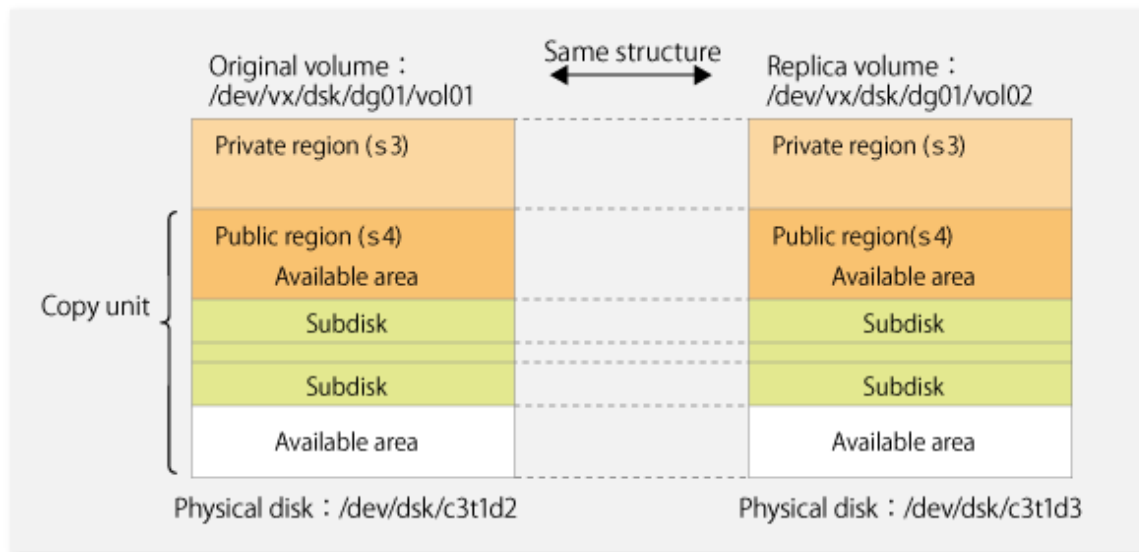 Same structure
Original volume：
/dev/vx/dsk/dg01/vol01
Replica volume：
/dev/vx/dsk/dg01/vol02
Private region (s3)
Private region (s3)
Copy unit
Public region (s4)
Available area
Public region(s4)
Available area
Subdisk
Subdisk
Subdisk
Subdisk
Available area
Available area
Physical disk：/dev/dsk/c3t1d2
Physical disk：/dev/dsk/c3t1d3